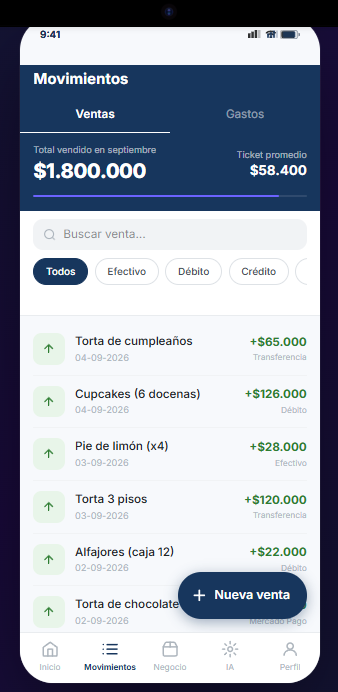 9:41
Movimientos
Ventas Gastos
Total vendido en septiembre
$1.800.000
Ticket promedio
$58.400
Buscar venta...
Todos Efectivo Débito Crédito
Torta de cumpleaños +$65.000
04-09-2026 Transferencia
Cupcakes (6 docenas) +$126.000
04-09-2026 Débito
Pie de limón (x4) +$28.000
03-09-2026 Efectivo
Torta 3 pisos +$120.000
03-09-2026 Transferencia
Alfajores (caja 12) +$22.000
02-09-2026 Débito
Torta de chocolate
02-09-2026 Mercado Pago
+ Nueva venta
Inicio Movimientos Negocio IA Perfil